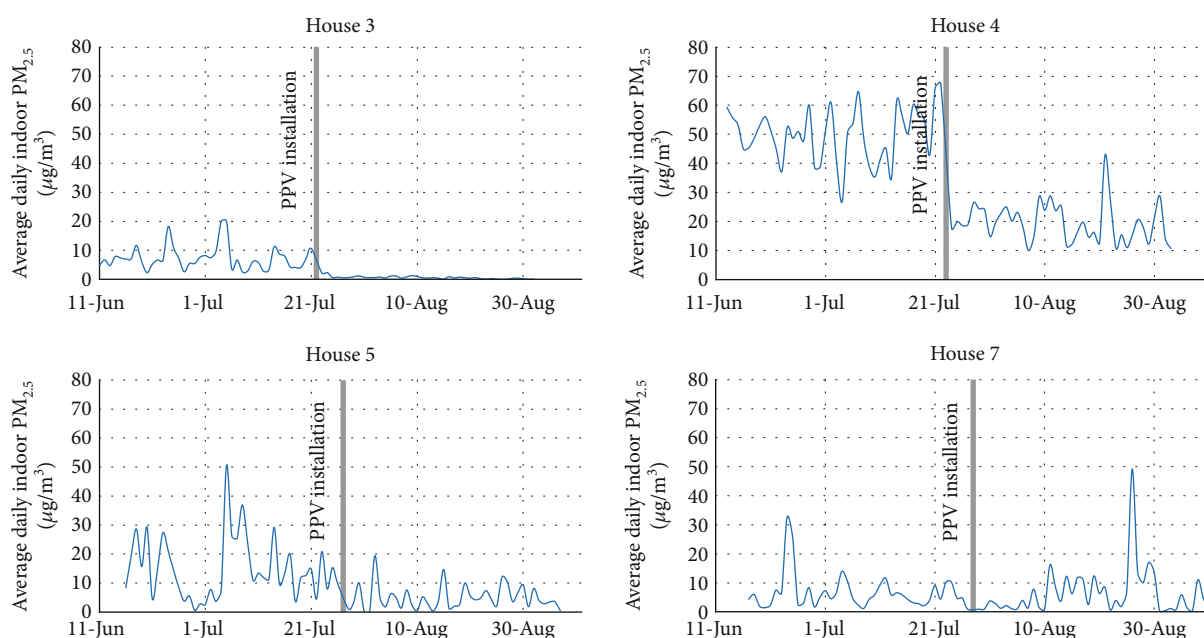 House 3
Average daily indoor PM2.5
(μg/m³)
80
70
60
50
40
30
20
10
0
PPV installation
11-Jun 1-Jul 21-Jul 10-Aug 30-Aug
House 4
Average daily indoor PM2.5
(μg/m³)
80
70
60
50
40
30
20
10
0
PPV installation
11-Jun 1-Jul 21-Jul 10-Aug 30-Aug
House 5
Average daily indoor PM2.5
(μg/m³)
80
70
60
50
40
30
20
10
0
PPV installation
11-Jun 1-Jul 21-Jul 10-Aug 30-Aug
House 7
Average daily indoor PM2.5
(μg/m³)
80
70
60
50
40
30
20
10
0
PPV installation
11-Jun 1-Jul 21-Jul 10-Aug 30-Aug